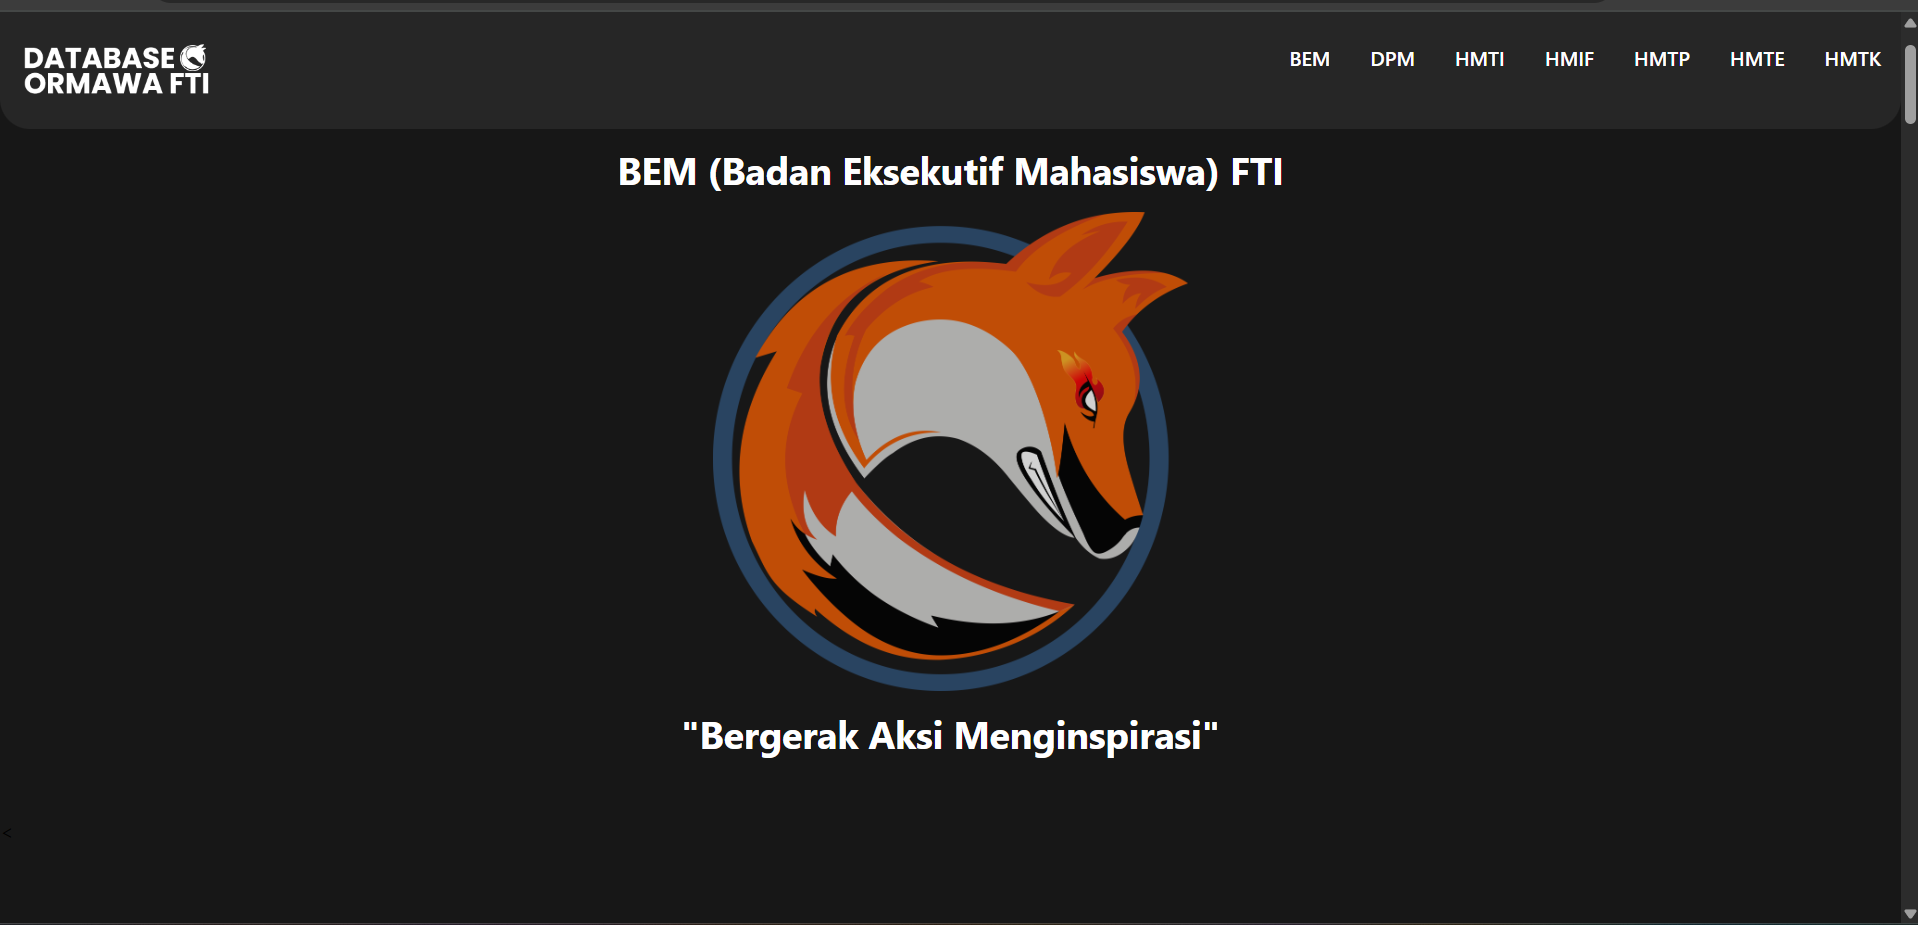 DATABASE
ORMAWA FTI
BEM DPM HMTI HMIF HMTP HMTE HMTK
BEM (Badan Eksekutif Mahasiswa) FTI
"Bergerak Aksi Menginspirasi"
<